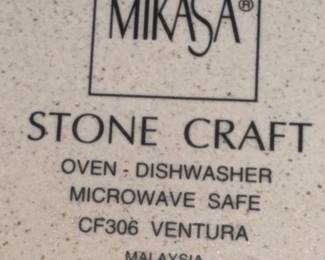 MIKASA®
STONE CRAFT
OVEN - DISHWASHER
MICROWAVE SAFE
CF306 VENTURA
MALAYSIA